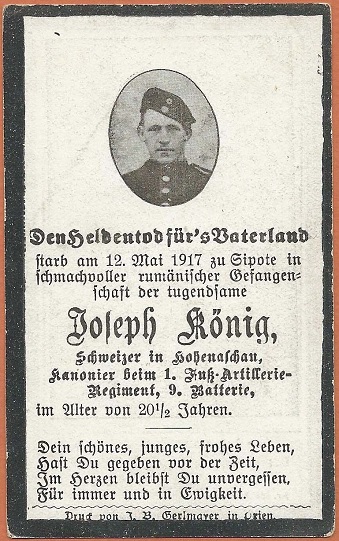 Den Heldentod für's Vaterland
starb am 12. Mai 1917 zu Sipote in
schmachvoller rumänischer Gefangen-
schaft der tugendsame
Joseph König,
Schweizer in Hohenaschau,
Kanonier beim 1. Fuß-Artillerie-
Regiment, 9. Batterie,
im Alter von 20½ Jahren.
Dein schönes, junges, frohes Leben,
Hast Du gegeben vor der Zeit,
Im Herzen bleibst Du unvergessen,
Für immer und in Ewigkeit.
Druck von J. B. Gerlmayer in Prien.